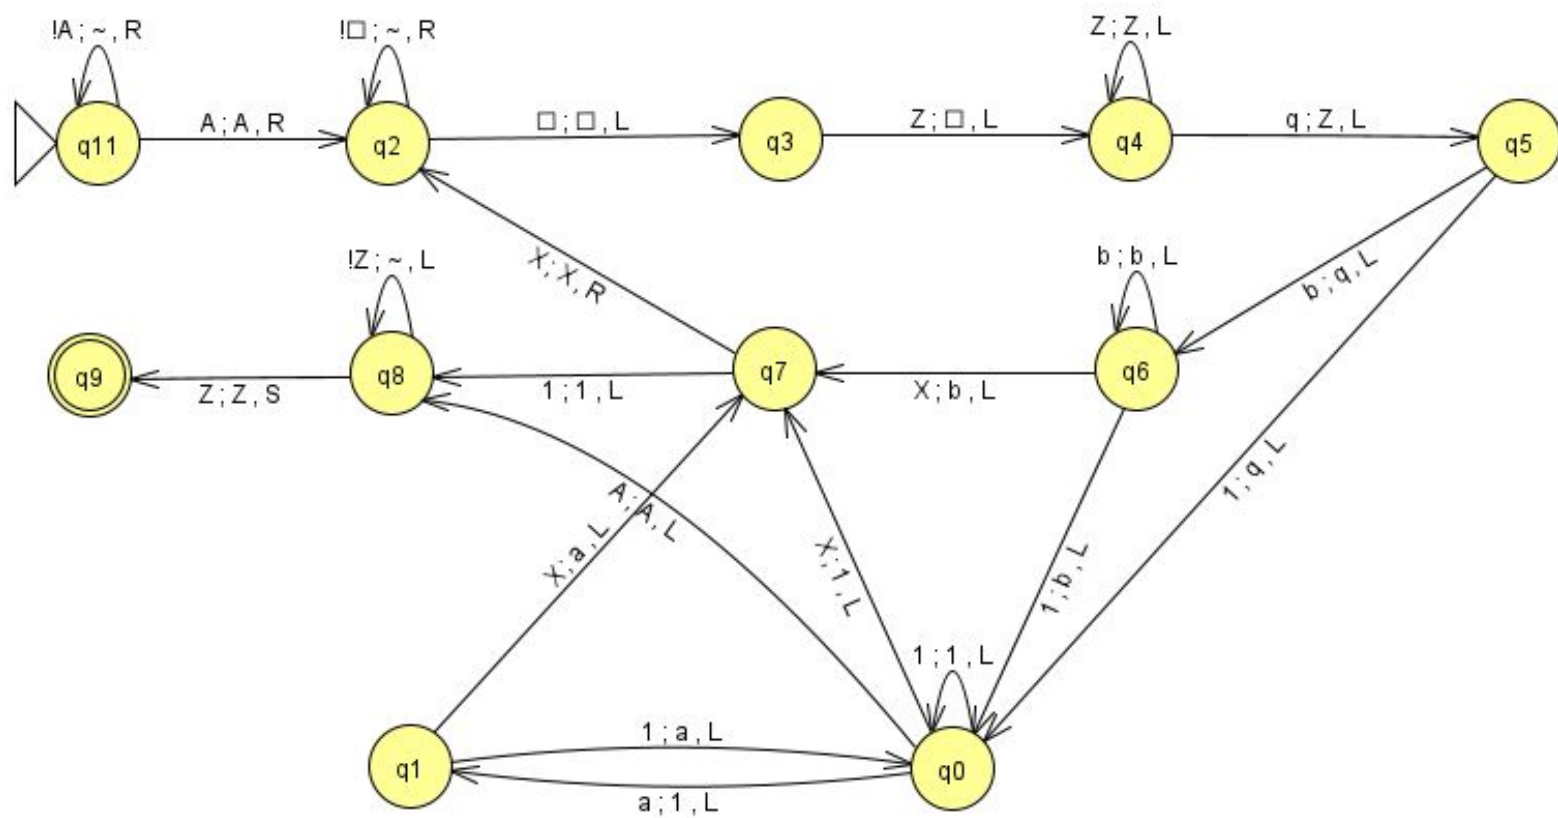 !A ; ~ , R
!□ ; ~ , R
Z ; Z , L
q11
A ; A , R
q2
□ ; □ , L
q3
Z ; □ , L
q4
q ; Z , L
q5
X ; X , R
!Z ; ~ , L
b ; b , L
b ; q , L
q9
Z ; Z , S
q8
1 ; 1 , L
q7
X ; b , L
q6
1 ; q , L
A ; A , L
X ; a , L
X ; 1 , L
1 ; b , L
1 ; 1 , L
q1
1 ; a , L
a ; 1 , L
q0